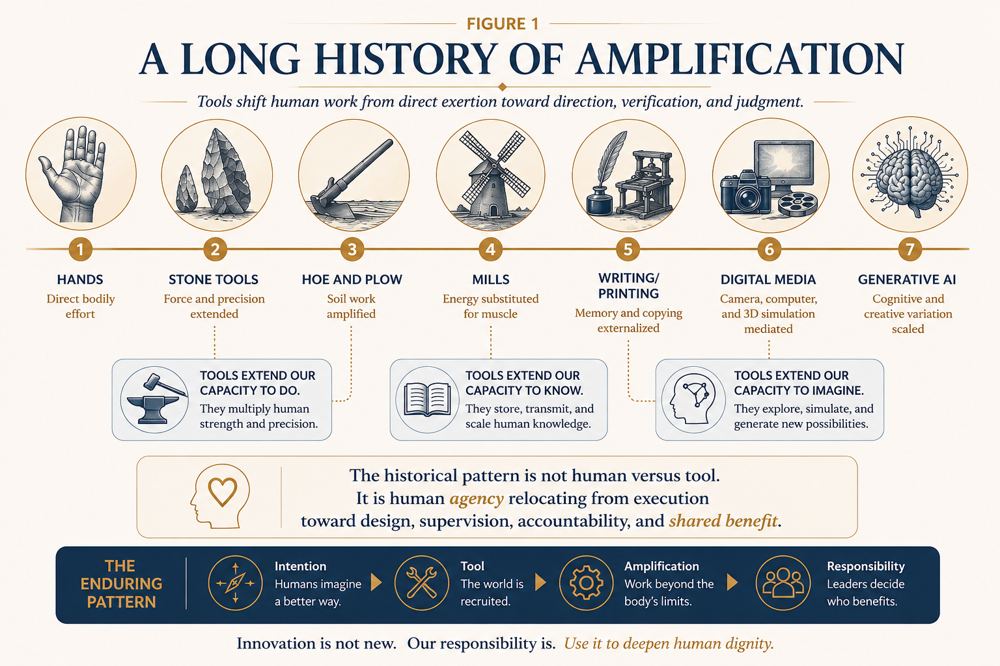 FIGURE 1
A LONG HISTORY OF AMPLIFICATION
Tools shift human work from direct exertion toward direction, verification, and judgment.
1
HANDS
Direct bodily
effort
2
STONE TOOLS
Force and precision
extended
3
HOE AND PLOW
Soil work
amplified
4
MILLS
Energy substituted
for muscle
5
WRITING/
PRINTING
Memory and copying
externalized
6
DIGITAL MEDIA
Camera, computer,
and 3D simulation
mediated
7
GENERATIVE AI
Cognitive and
creative variation
scaled
TOOLS EXTEND OUR
CAPACITY TO DO.
They multiply human
strength and precision.
TOOLS EXTEND OUR
CAPACITY TO KNOW.
They store, transmit, and
scale human knowledge.
TOOLS EXTEND OUR
CAPACITY TO IMAGINE.
They explore, simulate, and
generate new possibilities.
The historical pattern is not human versus tool.
It is human agency relocating from execution
toward design, supervision, accountability, and shared benefit.
THE
ENDURING
PATTERN
Intention
Humans imagine
a better way.
Tool
The world is
recruited.
Amplification
Work beyond the
body's limits.
Responsibility
Leaders decide
who benefits.
Innovation is not new. Our responsibility is. Use it to deepen human dignity.